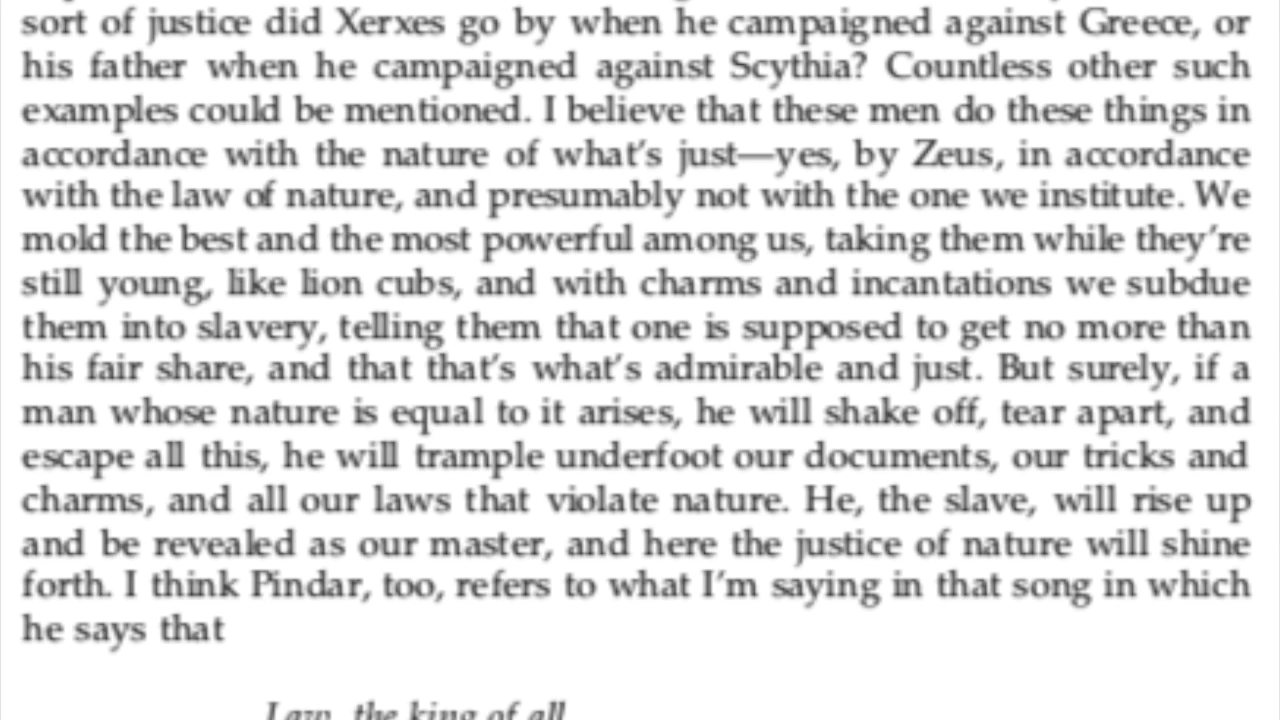 sort of justice did Xerxes go by when he campaigned against Greece, or
his father when he campaigned against Scythia? Countless other such
examples could be mentioned. I believe that these men do these things in
accordance with the nature of what's just—yes, by Zeus, in accordance
with the law of nature, and presumably not with the one we institute. We
mold the best and the most powerful among us, taking them while they're
still young, like lion cubs, and with charms and incantations we subdue
them into slavery, telling them that one is supposed to get no more than
his fair share, and that that's what's admirable and just. But surely, if a
man whose nature is equal to it arises, he will shake off, tear apart, and
escape all this, he will trample underfoot our documents, our tricks and
charms, and all our laws that violate nature. He, the slave, will rise up
and be revealed as our master, and here the justice of nature will shine
forth. I think Pindar, too, refers to what I'm saying in that song in which
he says that
Law, the king of all